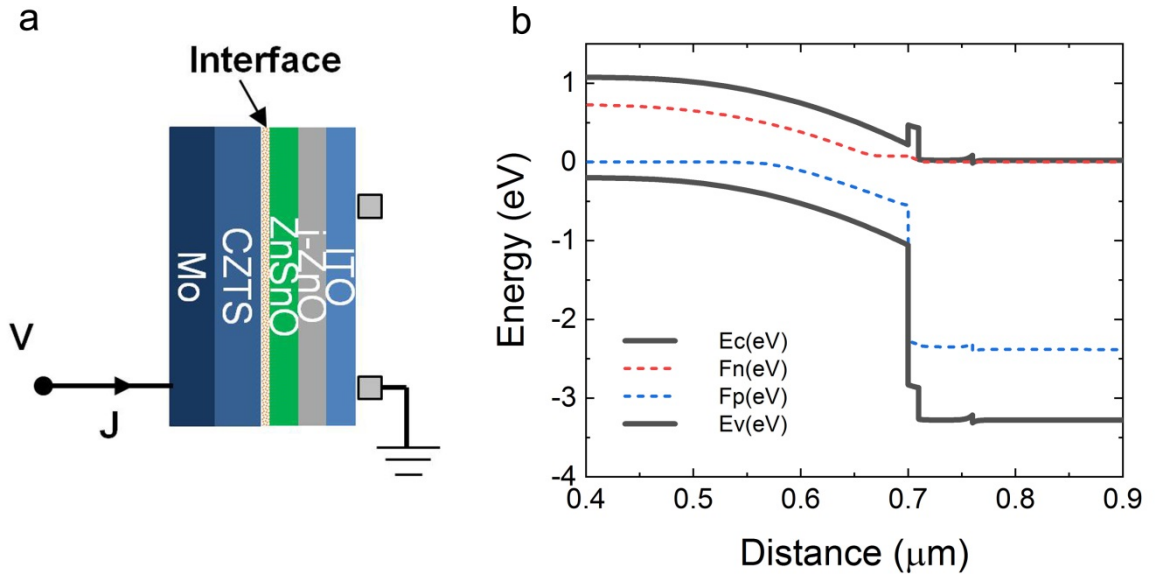 a
Interface
Mo
CZTS
ZnSnO
i-ZnO
ITO
V
J
b
Energy (eV)
1
0
-1
-2
-3
-4
Ec(eV)
Fn(eV)
Fp(eV)
Ev(eV)
0.4 0.5 0.6 0.7 0.8 0.9
Distance (μm)